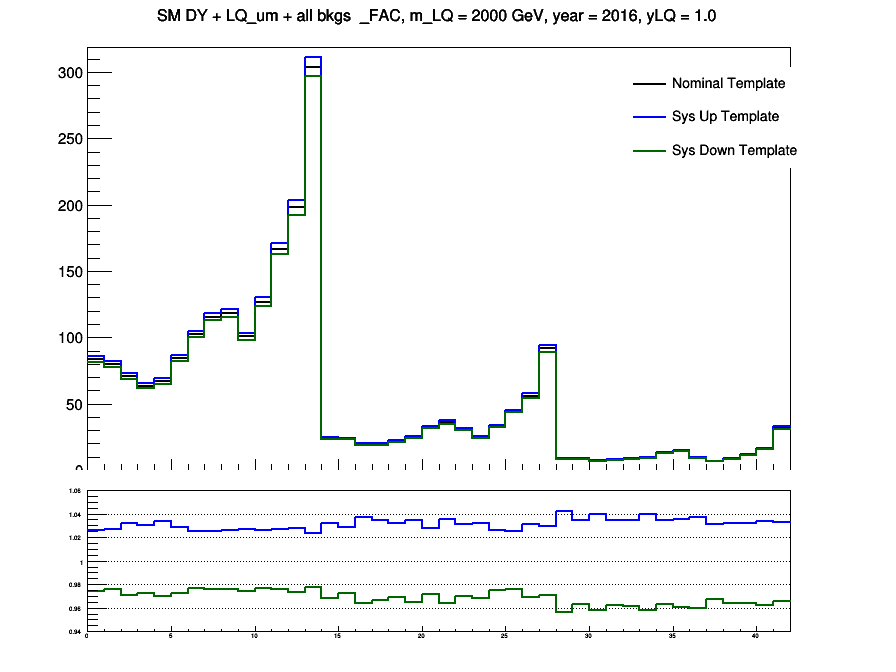 SM DY + LQ_um + all bkgs _FAC, m_LQ = 2000 GeV, year = 2016, yLQ = 1.0
300
250
200
150
100
50
0
Nominal Template
Sys Up Template
Sys Down Template
1.06
1.04
1.02
1
0.98
0.96
0.94
0 5 10 15 20 25 30 35 40